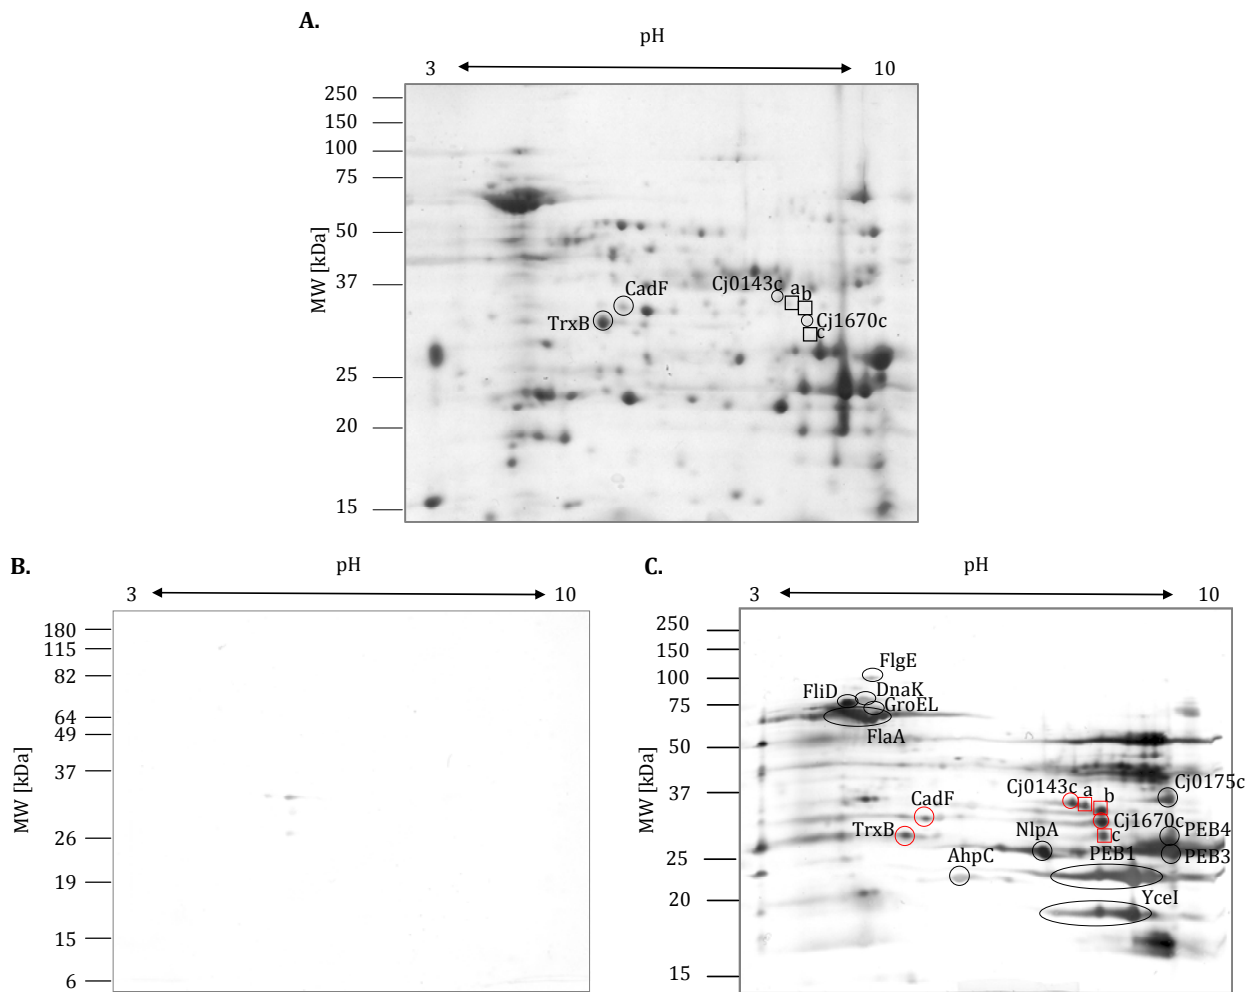 A.
pH
3
10
250
150
100
75
50
37
25
20
15
MW [kDa]
Cj0143c
a
b
CadF
TrxB
Cj1670c
c
B.
pH
3
10
180
115
82
64
49
37
26
19
15
6
MW [kDa]
C.
pH
3
10
250
150
100
75
50
37
25
20
15
MW [kDa]
FlgE
FliD
DnaK
GroEL
FlaA
Cj0175c
Cj0143c
a
b
CadF
Cj1670c
TrxB
NlpA
c
PEB4
AhpC
PEB1
PEB3
YceI